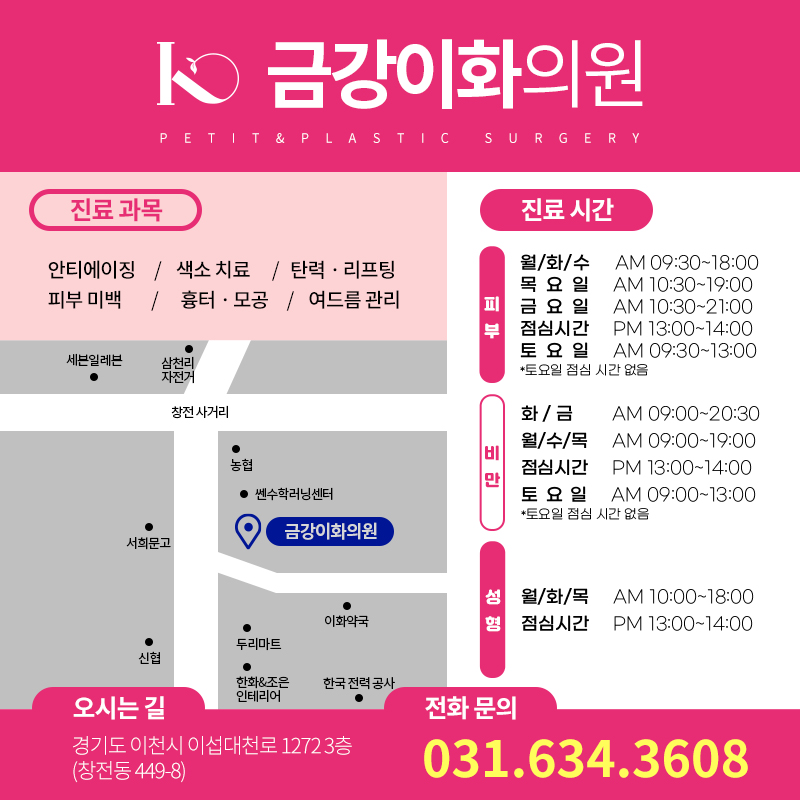 금강이화의원
PETIT&PLASTIC SURGERY
진료 과목
안티에이징 / 색소 치료 / 탄력 · 리프팅
피부 미백 / 흉터 · 모공 / 여드름 관리
세븐일레븐
삼천리
자전거
창전 사거리
농협
쎈수학러닝센터
금강이화의원
서희문고
이화약국
두리마트
신협
한화&조은
인테리어
한국 전력 공사
진료 시간
피부
월/화/수 AM 09:30~18:00
목 요 일 AM 10:30~19:00
금 요 일 AM 10:30~21:00
점심시간 PM 13:00~14:00
토 요 일 AM 09:30~13:00
*토요일 점심 시간 없음
비만
화 / 금 AM 09:00~20:30
월/수/목 AM 09:00~19:00
점심시간 PM 13:00~14:00
토 요 일 AM 09:00~13:00
*토요일 점심 시간 없음
성형
월/화/목 AM 10:00~18:00
점심시간 PM 13:00~14:00
오시는 길
경기도 이천시 이섭대천로 1272 3층
(창전동 449-8)
전화 문의
031.634.3608